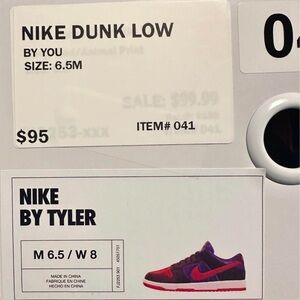 NIKE DUNK LOW
BY YOU
SIZE: 6.5M
SALE: $99.99
$95
ITEM# 041
NIKE
BY TYLER
M 6.5 / W 8
MADE IN CHINA
FABRIQUE EN CHINE
HECHO EN CHINA